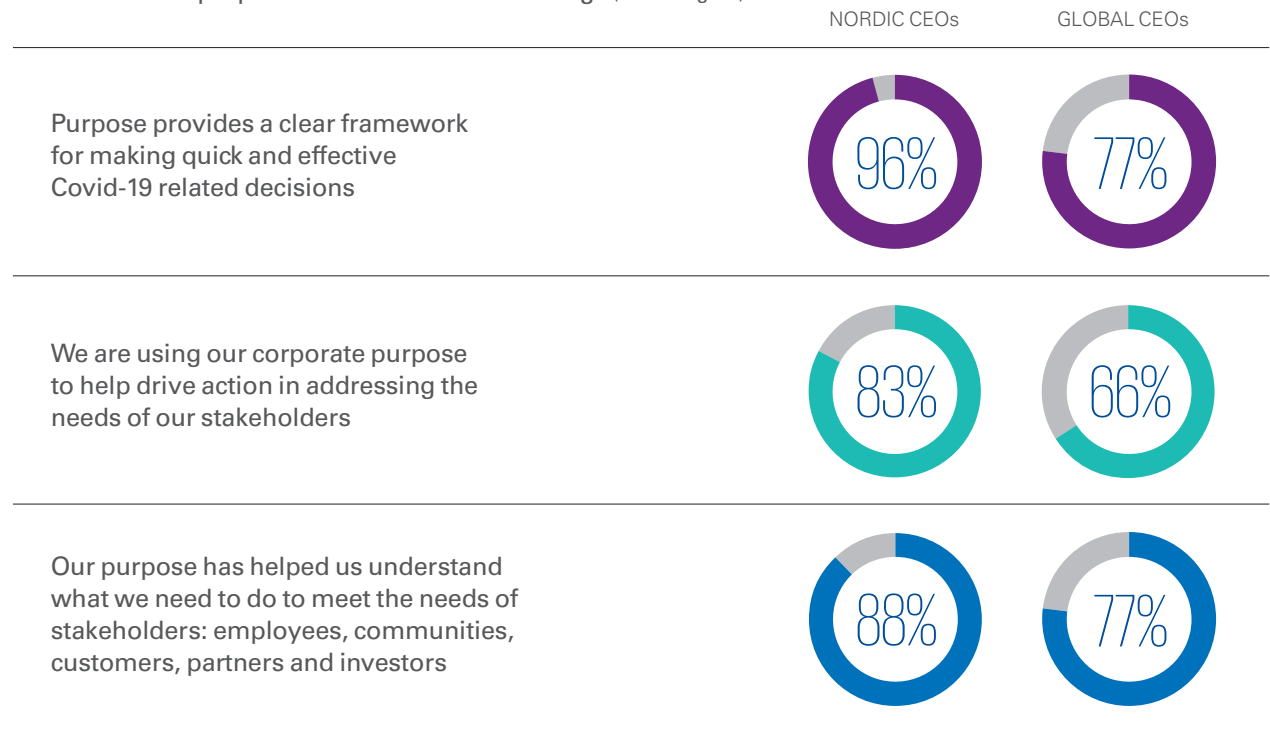 NORDIC CEOs GLOBAL CEOs
Purpose provides a clear framework
for making quick and effective
Covid-19 related decisions
96% 77%
We are using our corporate purpose
to help drive action in addressing the
needs of our stakeholders
83% 66%
Our purpose has helped us understand
what we need to do to meet the needs of
stakeholders: employees, communities,
customers, partners and investors
88% 77%